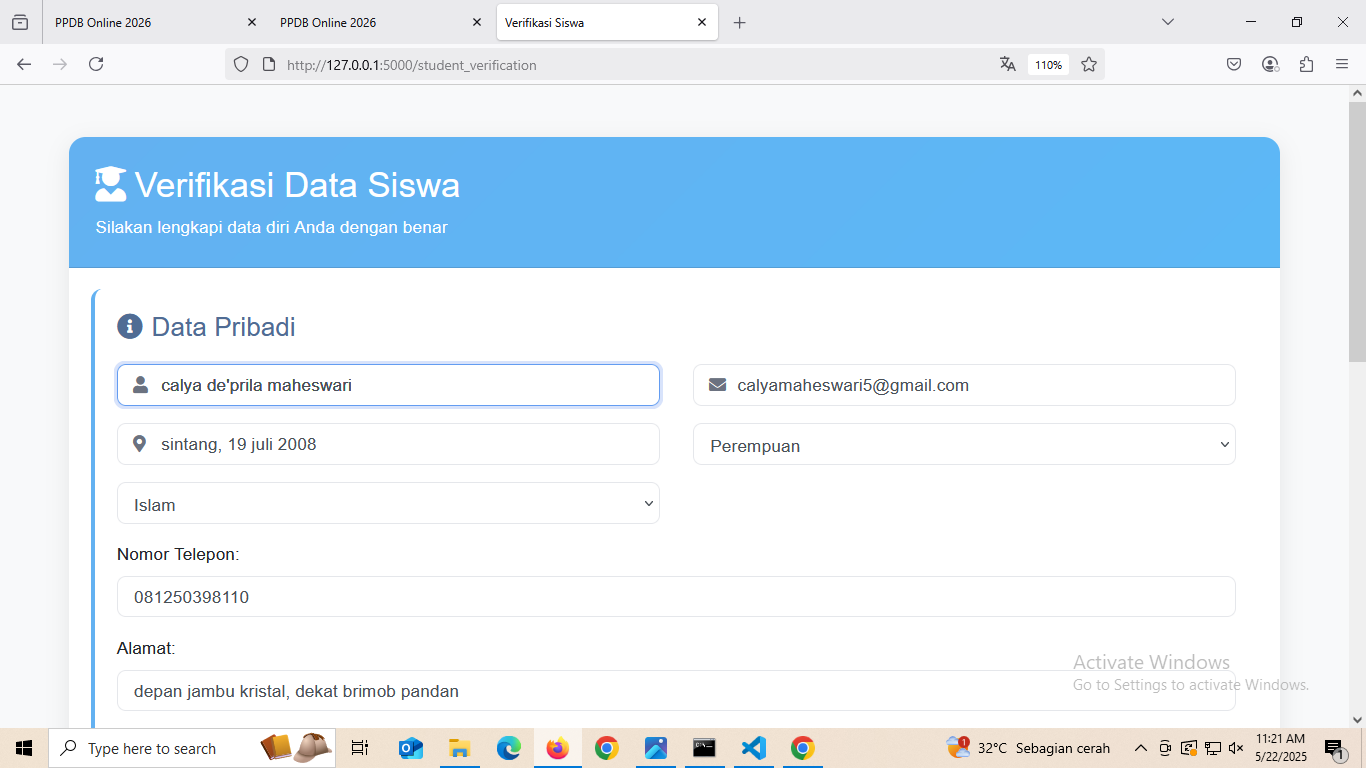 PPDB Online 2026
PPDB Online 2026
Verifikasi Siswa
http://127.0.0.1:5000/student_verification
110%
Verifikasi Data Siswa
Silakan lengkapi data diri Anda dengan benar
Data Pribadi
calya de'prila maheswari
calyamaheswari5@gmail.com
sintang, 19 juli 2008
Perempuan
Islam
Nomor Telepon:
081250398110
Alamat:
depan jambu kristal, dekat brimob pandan
Activate Windows
Go to Settings to activate Windows.
Type here to search
1
32°C Sebagian cerah
11:21 AM
5/22/2025
1